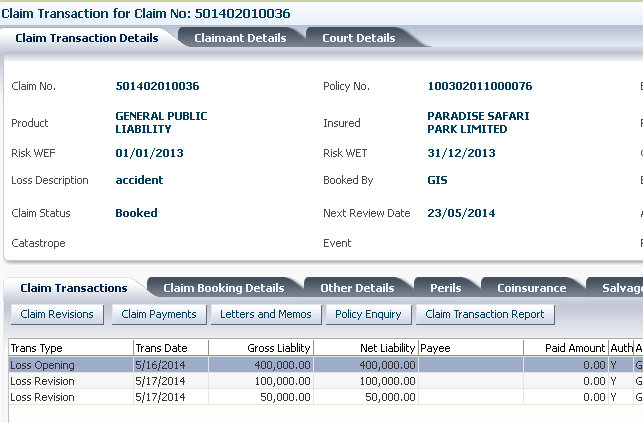 Claim Transaction for Claim No: 501402010036
Claim Transaction Details Claimant Details Court Details
Claim No. 501402010036 Policy No. 100302011000076
Product GENERAL PUBLIC LIABILITY Insured PARADISE SAFARI PARK LIMITED
Risk WEF 01/01/2013 Risk WET 31/12/2013
Loss Description accident Booked By GIS
Claim Status Booked Next Review Date 23/05/2014
Catastrope Event
Claim Transactions Claim Booking Details Other Details Perils Coinsurance Salvag
Claim Revisions Claim Payments Letters and Memos Policy Enquiry Claim Transaction Report
Trans Type Trans Date Gross Liablity Net Liability Payee Paid Amount Auth A
Loss Opening 5/16/2014 400,000.00 400,000.00 0.00 Y G
Loss Revision 5/17/2014 100,000.00 100,000.00 0.00 Y G
Loss Revision 5/17/2014 50,000.00 50,000.00 0.00 Y G